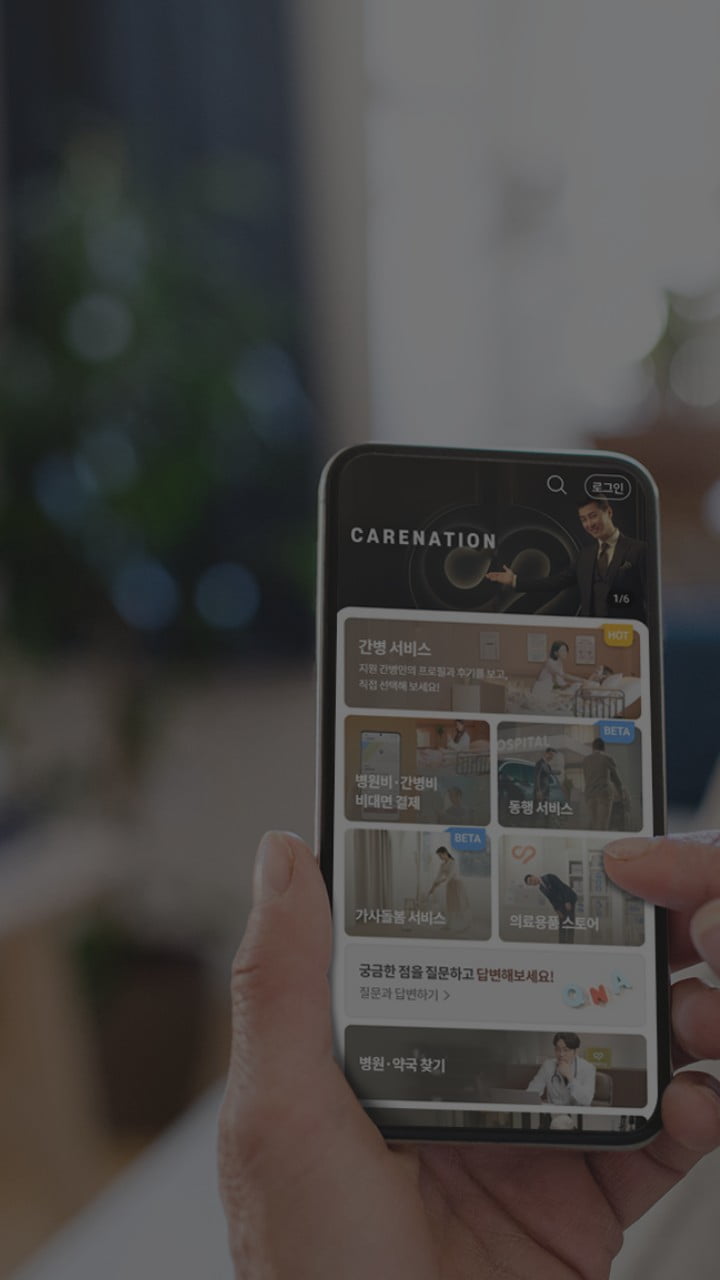 로그인
CARENATION
1/6
HOT
간병 서비스
지원 간병인의 프로필과 후기를 보고,
직접 선택해 보세요!
병원비·간병비
비대면 결제
BETA
OSPITAL
동행 서비스
BETA
가사돌봄 서비스
의료용품 스토어
궁금한 점을 질문하고 답변해보세요!
질문과 답변하기 >
QNA
병원·약국 찾기